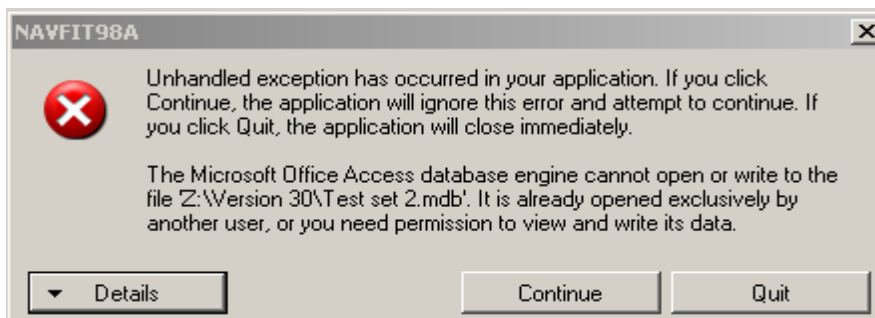 NAVFIT98A
Unhandled exception has occurred in your application. If you click
Continue, the application will ignore this error and attempt to continue. If
you click Quit, the application will close immediately.
The Microsoft Office Access database engine cannot open or write to the
file 'Z:\Version 30\Test set 2.mdb'. It is already opened exclusively by
another user, or you need permission to view and write its data.
Details
Continue
Quit